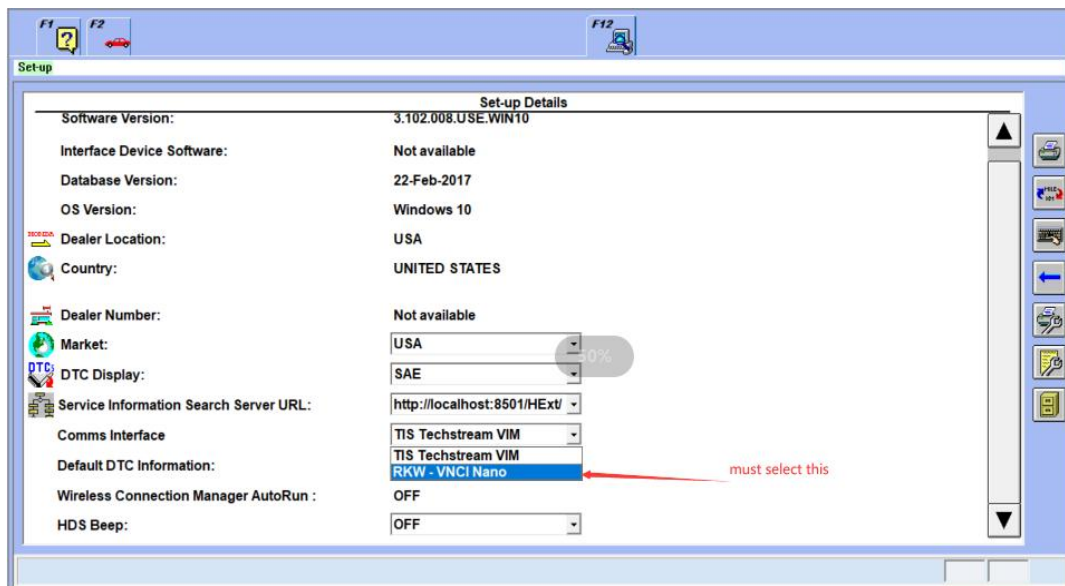 F1
F2
F12
Set-up
Set-up Details
Software Version: 3.102.008.USE.WIN10
Interface Device Software: Not available
Database Version: 22-Feb-2017
OS Version: Windows 10
Dealer Location: USA
Country: UNITED STATES
Dealer Number: Not available
Market: USA
50%
DTCs
DTC Display: SAE
Service Information Search Server URL: http://localhost:8501/HExt/
Comms Interface TIS Techstream VIM
TIS Techstream VIM
Default DTC Information:
RKW - VNCI Nano
must select this
Wireless Connection Manager AutoRun : OFF
HDS Beep: OFF